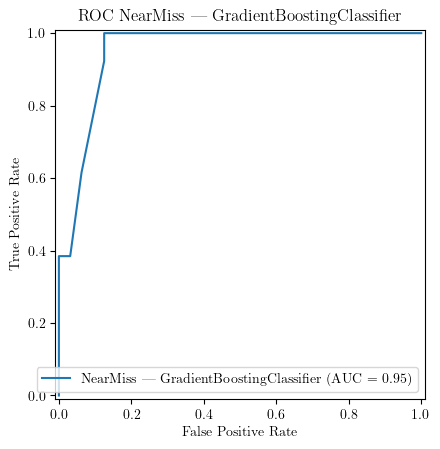 ROC NearMiss — GradientBoostingClassifier
1.0
0.8
0.6
0.4
0.2
0.0
True Positive Rate
NearMiss — GradientBoostingClassifier (AUC = 0.95)
0.0 0.2 0.4 0.6 0.8 1.0
False Positive Rate